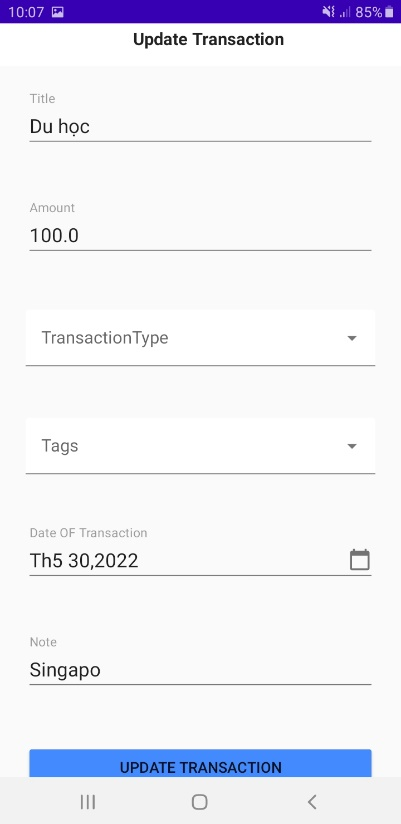 10:07
85%
Update Transaction
Title
Du học
Amount
100.0
TransactionType
Tags
Date OF Transaction
Th5 30,2022
Note
Singapo
UPDATE TRANSACTION